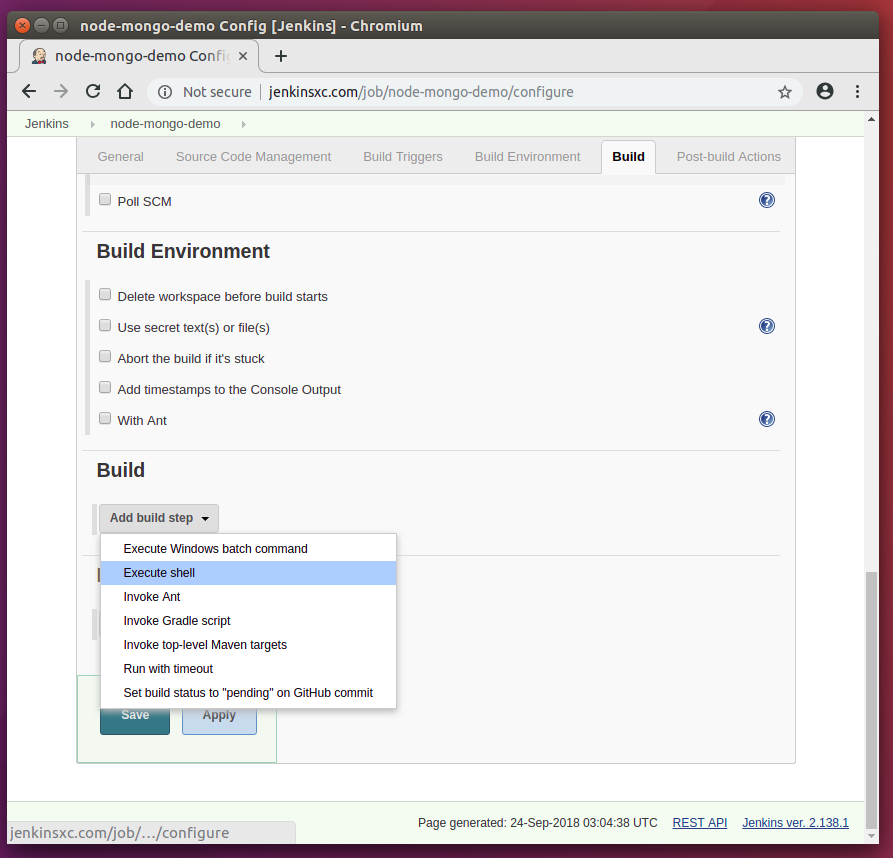 node-mongo-demo Config [Jenkins] - Chromium
node-mongo-demo Confi
Not secure jenkinsxc.com/job/node-mongo-demo/configure
Jenkins node-mongo-demo
General Source Code Management Build Triggers Build Environment Build Post-build Actions
Poll SCM
Build Environment
Delete workspace before build starts
Use secret text(s) or file(s)
Abort the build if it's stuck
Add timestamps to the Console Output
With Ant
Build
Add build step
Execute Windows batch command
Execute shell
Invoke Ant
Invoke Gradle script
Invoke top-level Maven targets
Run with timeout
Set build status to "pending" on GitHub commit
Save Apply
Page generated: 24-Sep-2018 03:04:38 UTC REST API Jenkins ver. 2.138.1
jenkinsxc.com/job/…/configure